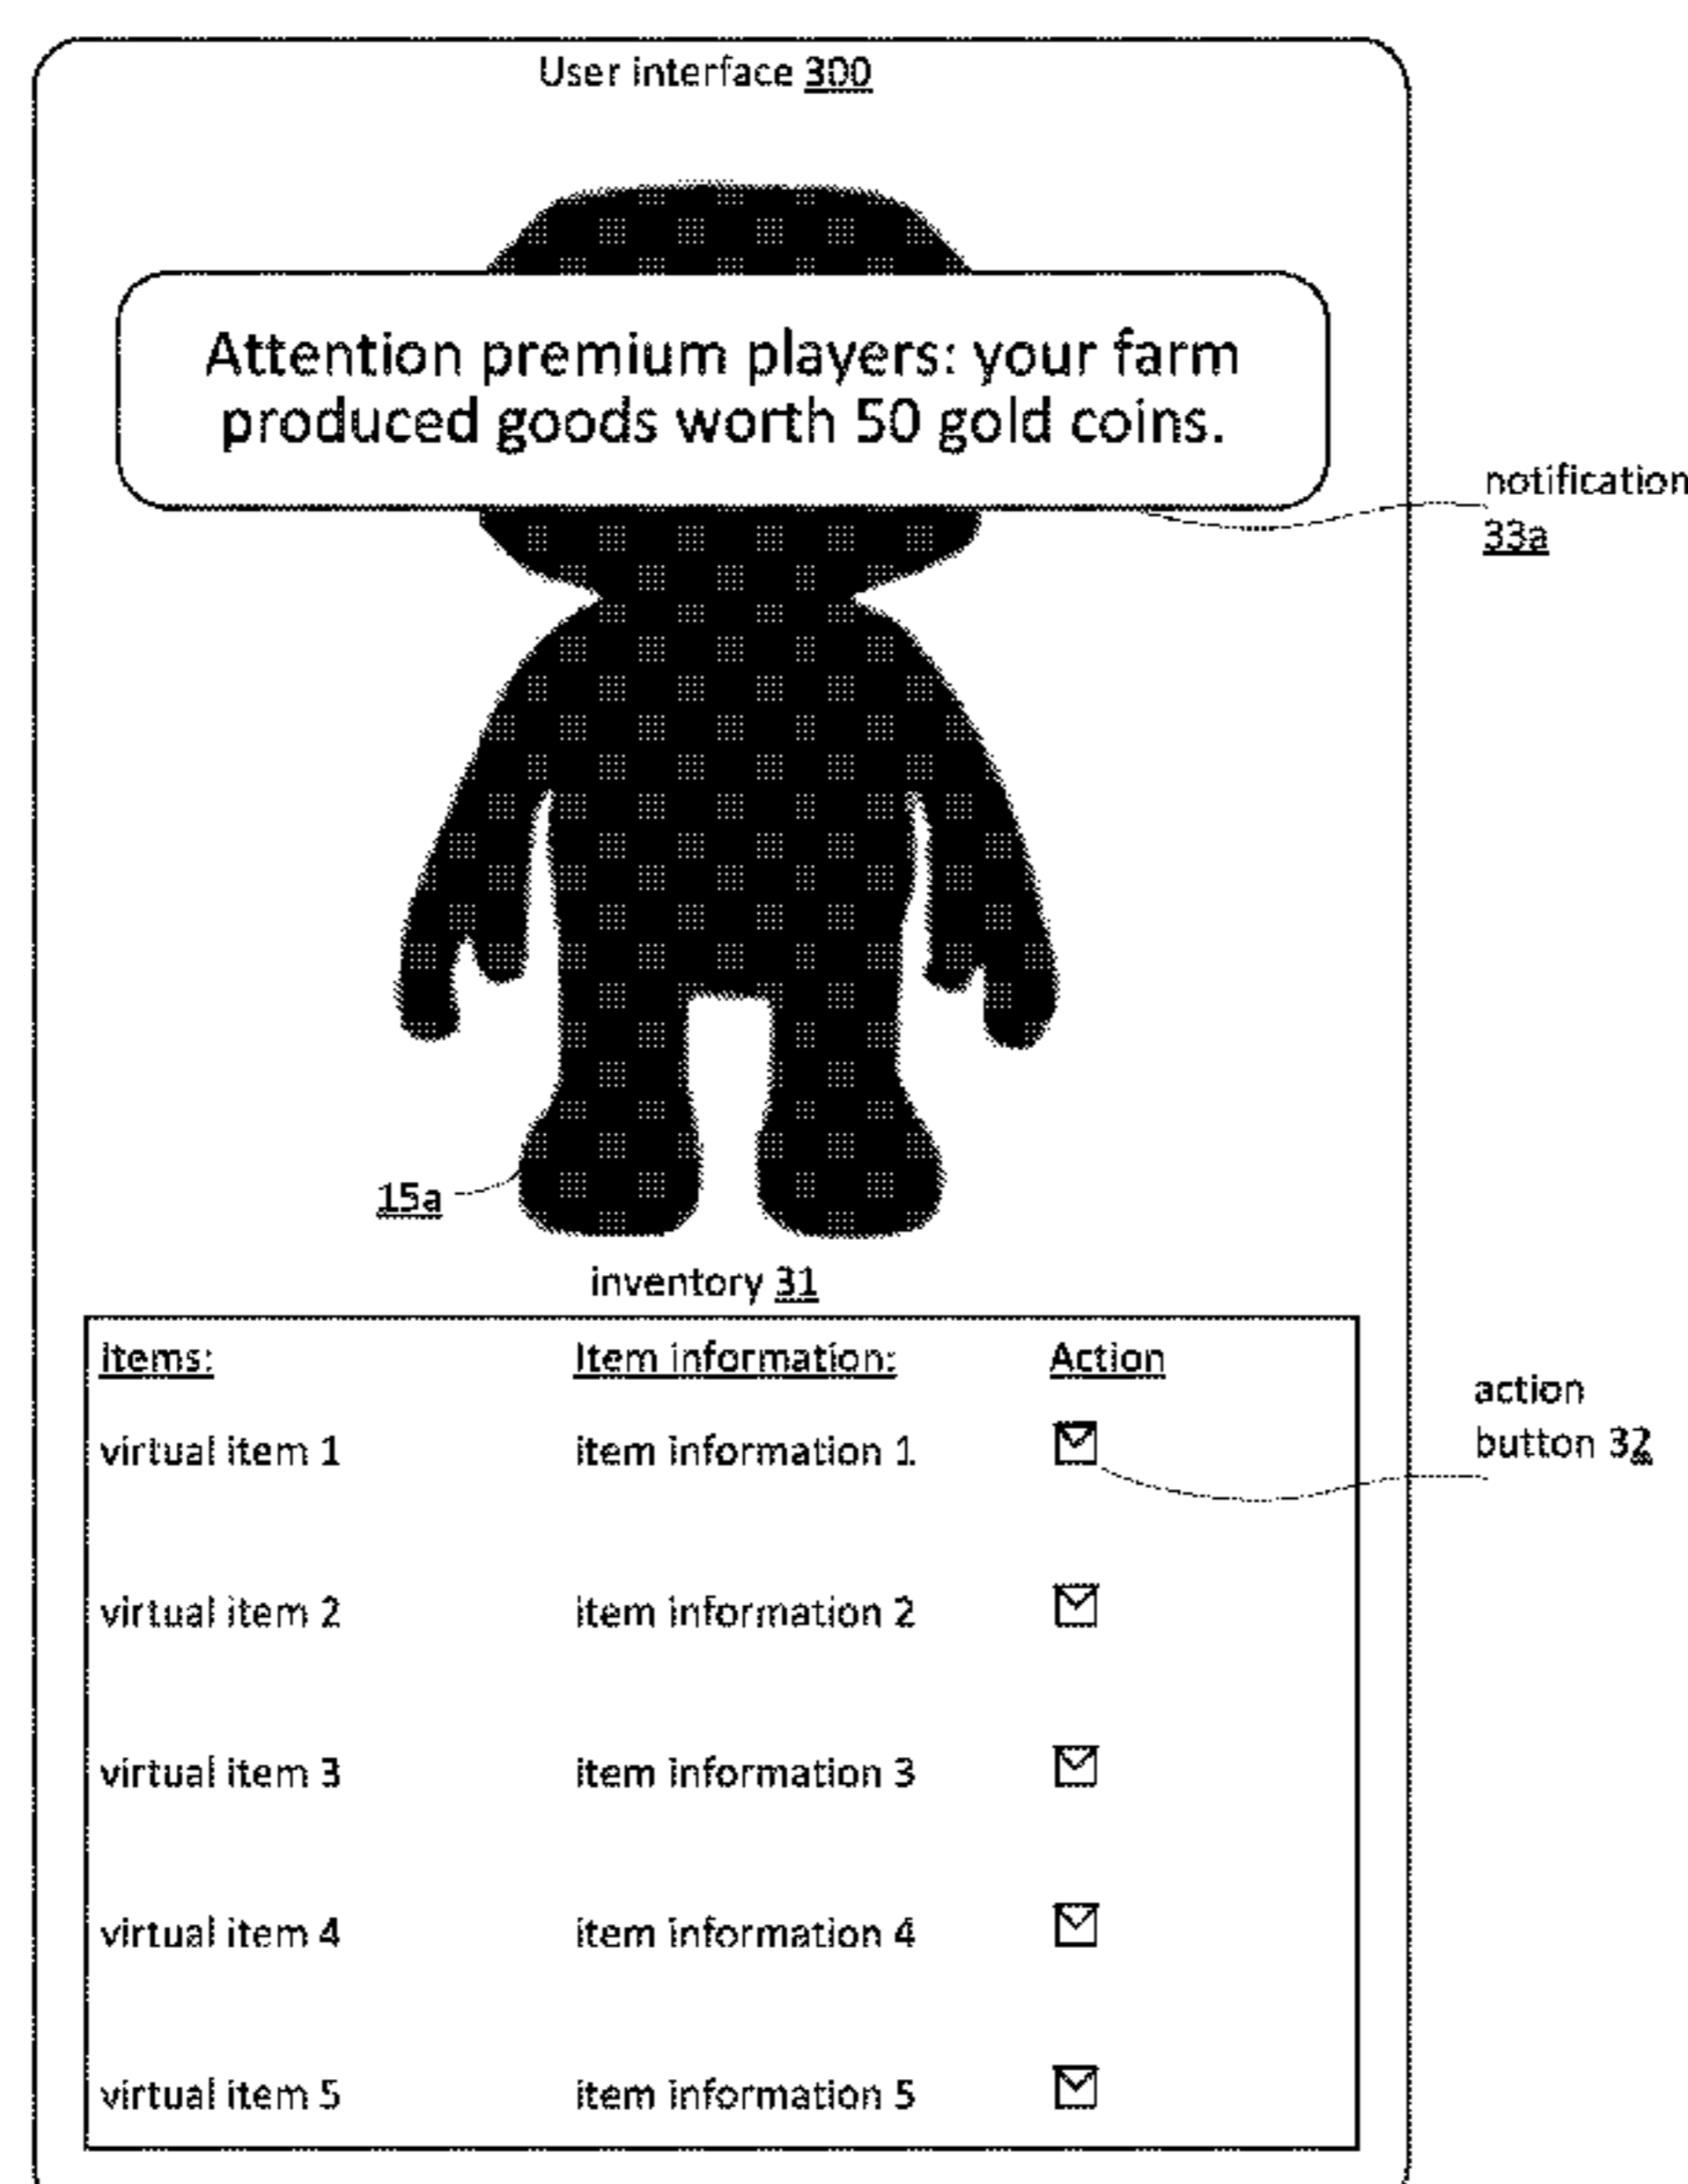 User interface 300
Attention premium players: your farm
produced goods worth 50 gold coins.
notification
33a
15a
inventory 31
Items: Item information: Action
action
button 32
virtual item 1 item information 1
virtual item 2 item information 2
virtual item 3 item information 3
virtual item 4 item information 4
virtual item 5 item information 5